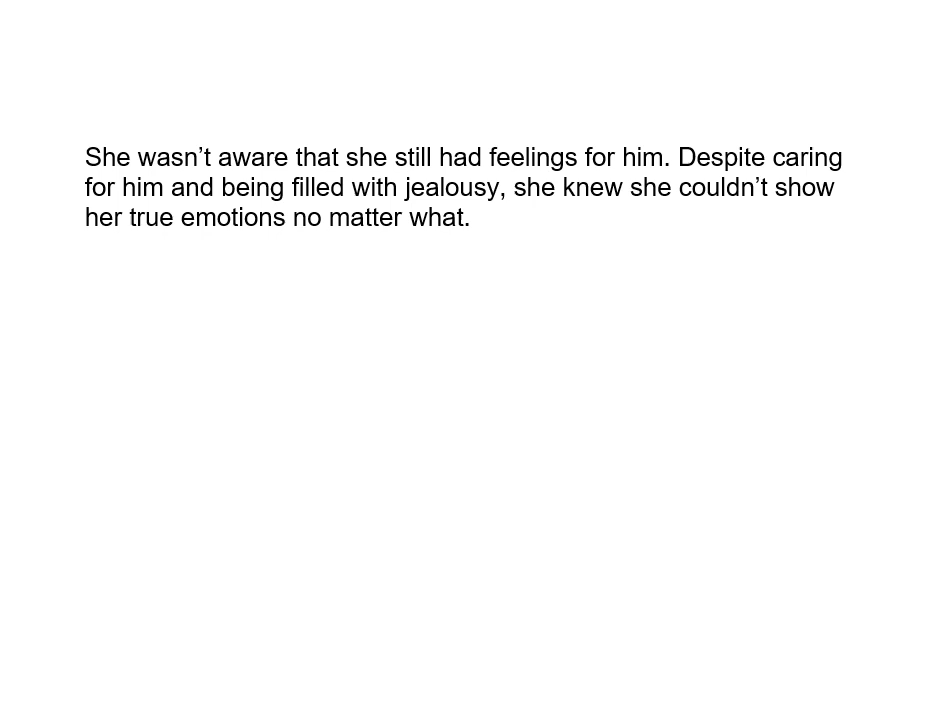 She wasn’t aware that she still had feelings for him. Despite caring
for him and being filled with jealousy, she knew she couldn’t show
her true emotions no matter what.